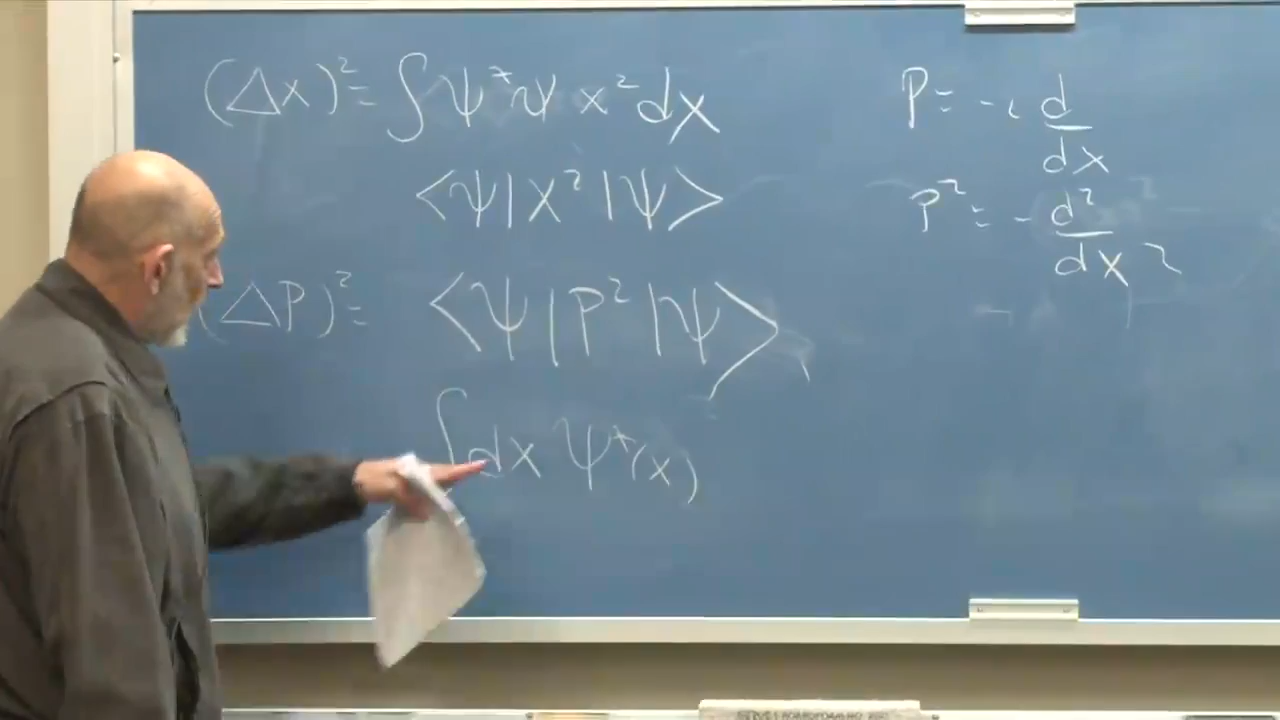 (Δx)² = ∫ψ*ψ x² dx
<ψ|x²|ψ>
(ΔP)² = <ψ|P²|ψ>
∫dx ψ*(x)
P = -i d/dx
P² = - d²/dx²